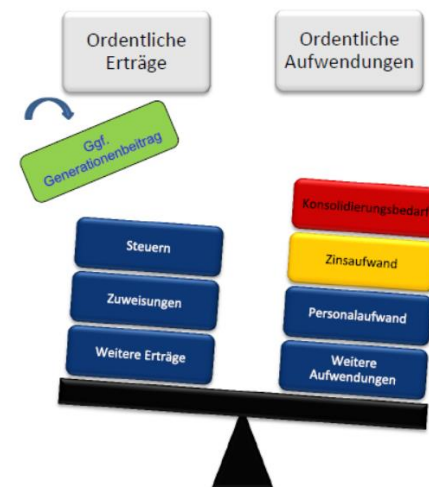 Ordentliche
Erträge
Ordentliche
Aufwendungen
Ggf.
Generationenbeitrag
Steuern
Zuweisungen
Weitere Erträge
Konsolidierungsbedarf
Zinsaufwand
Personalaufwand
Weitere
Aufwendungen